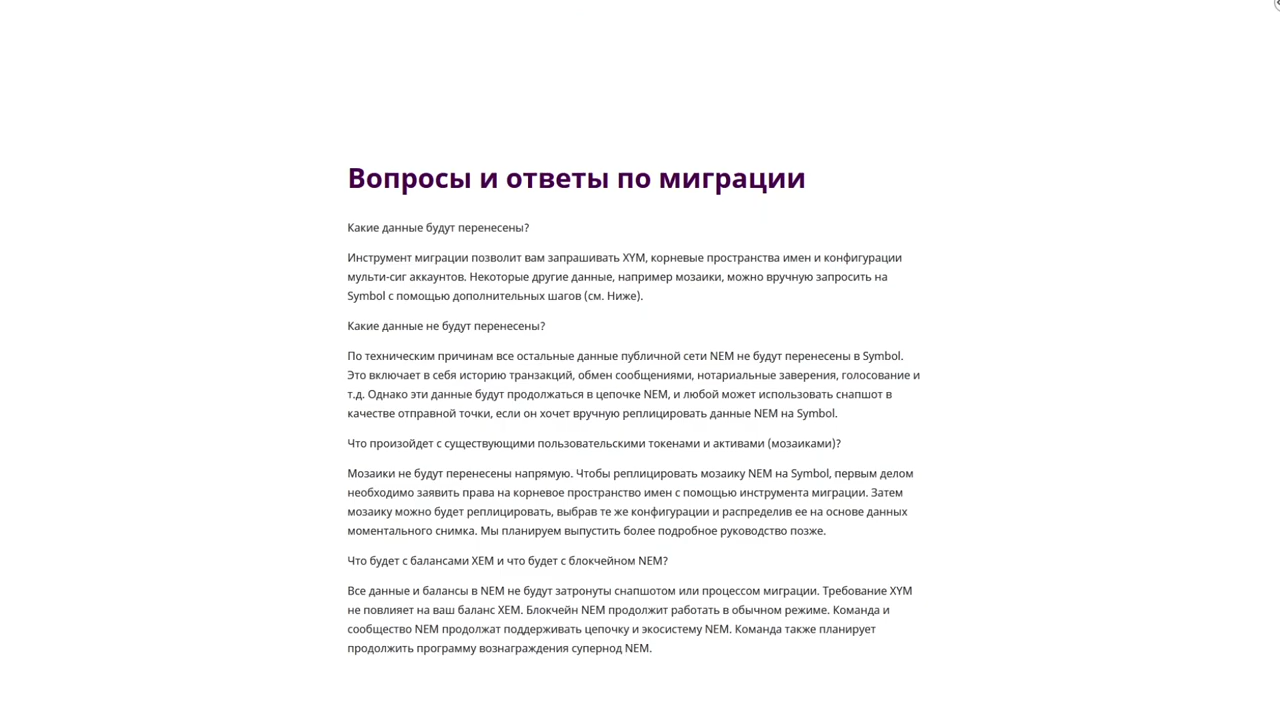 Вопросы и ответы по миграции
Какие данные будут перенесены?
Инструмент миграции позволит вам запрашивать XYM, корневые пространства имен и конфигурации
мульти-сиг аккаунтов. Некоторые другие данные, например мозаики, можно вручную запросить на
Symbol с помощью дополнительных шагов (см. Ниже).
Какие данные не будут перенесены?
По техническим причинам все остальные данные публичной сети NEM не будут перенесены в Symbol.
Это включает в себя историю транзакций, обмен сообщениями, нотариальные заверения, голосование и
т.д. Однако эти данные будут продолжаться в цепочке NEM, и любой может использовать снапшот в
качестве отправной точки, если он хочет вручную реплицировать данные NEM на Symbol.
Что произойдет с существующими пользовательскими токенами и активами (мозаиками)?
Мозаики не будут перенесены напрямую. Чтобы реплицировать мозаику NEM на Symbol, первым делом
необходимо заявить права на корневое пространство имен с помощью инструмента миграции. Затем
мозаику можно будет реплицировать, выбрав те же конфигурации и распределив ее на основе данных
моментального снимка. Мы планируем выпустить более подробное руководство позже.
Что будет с балансами XEM и что будет с блокчейном NEM?
Все данные и балансы в NEM не будут затронуты снапшотом или процессом миграции. Требование XYM
не повлияет на ваш баланс XEM. Блокчейн NEM продолжит работать в обычном режиме. Команда и
сообщество NEM продолжат поддерживать цепочку и экосистему NEM. Команда также планирует
продолжить программу вознаграждения супернод NEM.